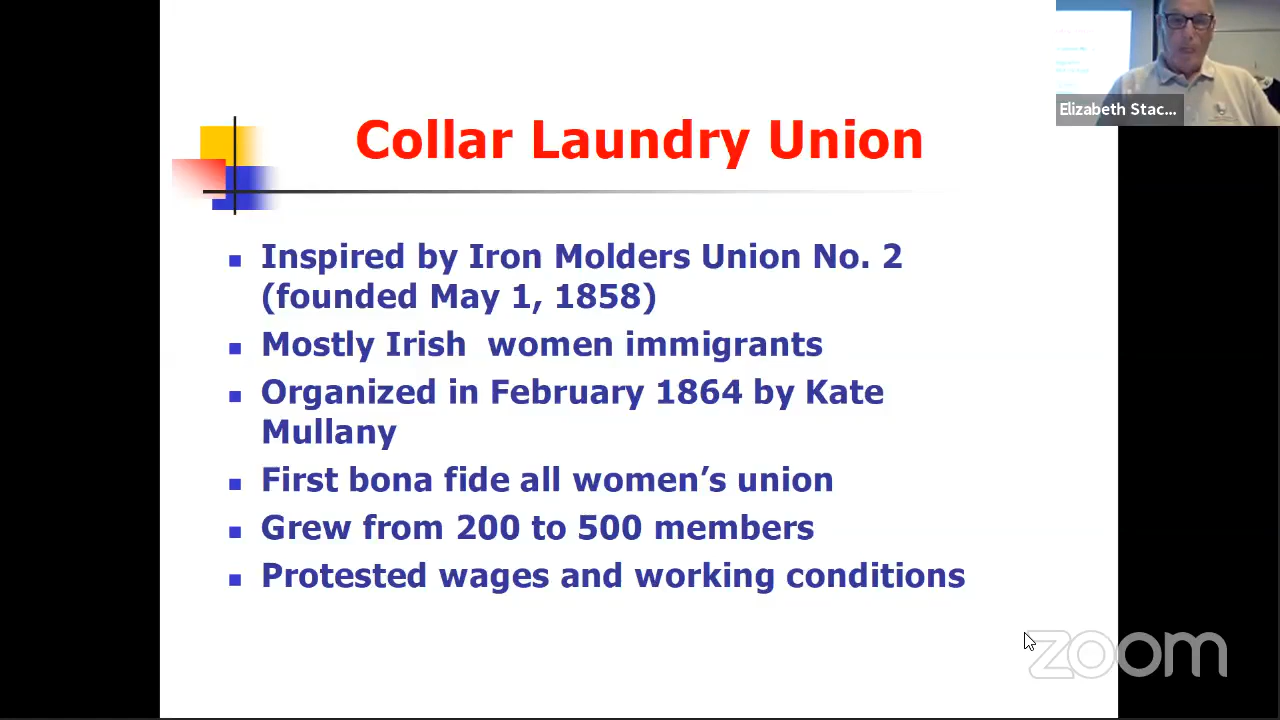 Elizabeth Stac...
Collar Laundry Union
Inspired by Iron Molders Union No. 2
(founded May 1, 1858)
Mostly Irish  women immigrants
Organized in February 1864 by Kate
Mullany
First bona fide all women’s union
Grew from 200 to 500 members
Protested wages and working conditions
zoom